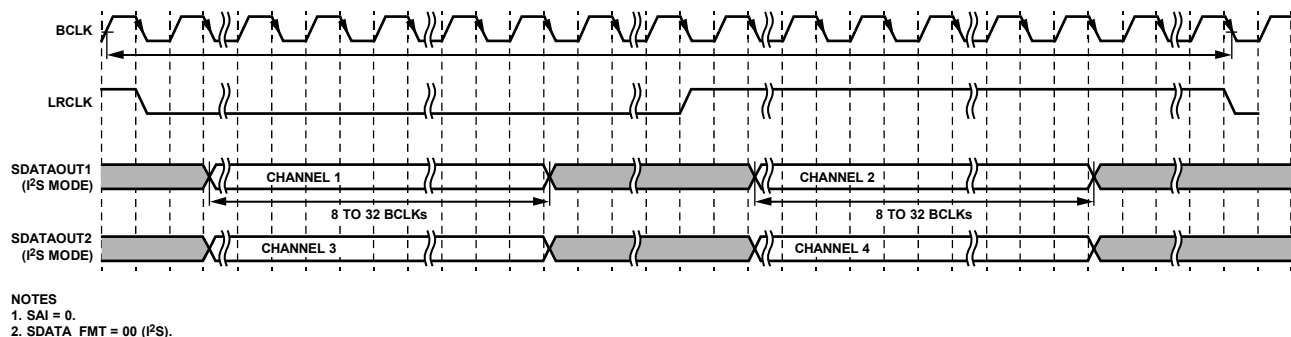 BCLK
LRCLK
SDATAOUT1
(I²S MODE)
CHANNEL 1
CHANNEL 2
8 TO 32 BCLKs
8 TO 32 BCLKs
SDATAOUT2
(I²S MODE)
CHANNEL 3
CHANNEL 4
NOTES
1. SAI = 0.
2. SDATA_FMT = 00 (I²S).